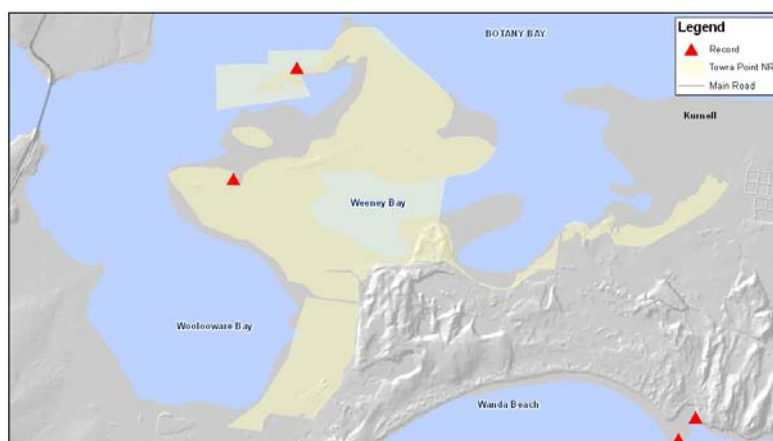 BOTANY BAY
Legend
Record
Towra Point NR
Main Road
Kurnell
Weeney Bay
Woolooware Bay
Wanda Beach